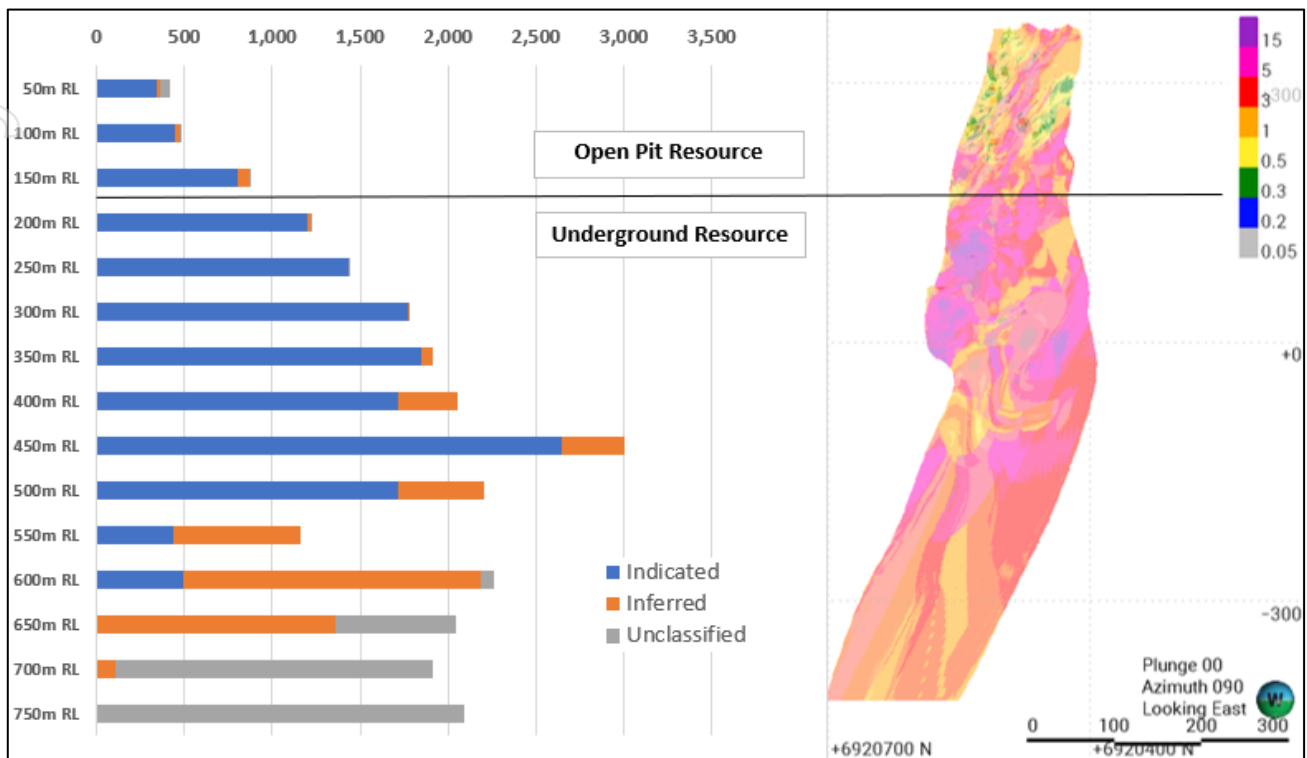 0 500 1,000 1,500 2,000 2,500 3,000 3,500
50m RL
100m RL
150m RL
200m RL
250m RL
300m RL
350m RL
400m RL
450m RL
500m RL
550m RL
600m RL
650m RL
700m RL
750m RL
Open Pit Resource
Underground Resource
Indicated
Inferred
Unclassified
15
5
3
1
0.5
0.3
0.2
0.05
+300
+0
-300
Plunge 00
Azimuth 090
Looking East
W
0 100 200 300
+6920700 N
+6920400 N